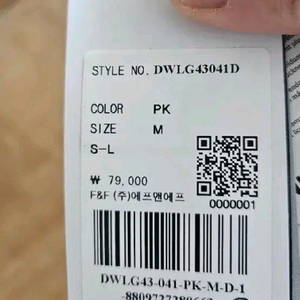 STYLE NO. DWLG43041D
COLOR PK
SIZE M
S-L
₩ 79,000
F&F (주)에프앤에프
0000001
DWLG43-041-PK-M-D-1